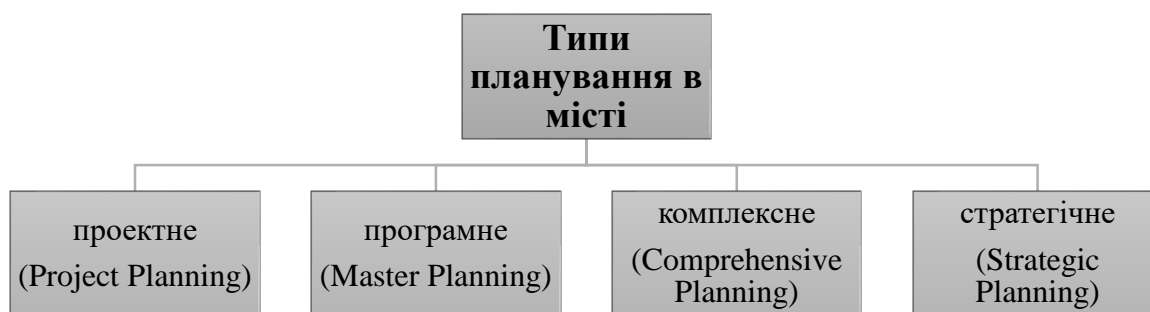 Типи
планування в
місті
проектне
(Project Planning)
програмне
(Master Planning)
комплексне
(Comprehensive
Planning)
стратегічне
(Strategic
Planning)